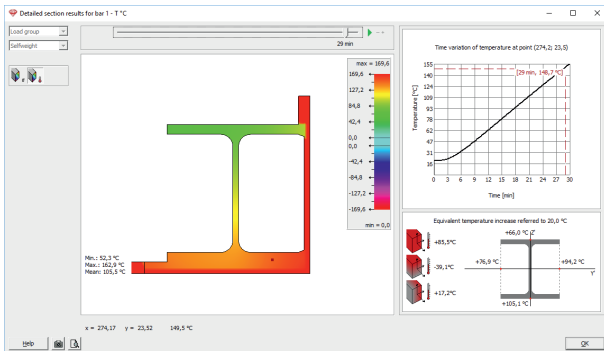 Detailed section results for bar 1 - T °C
Load group
Selfweight
29 min
max = 169,6
169,6
127,2
84,8
42,4
0,0
0,0
-42,4
-84,8
-127,2
-169,6
min = 0,0
Min.: 52,3 °C
Max.: 162,9 °C
Mean: 105,5 °C
x = 274,17 y = 23,52 149,5 °C
Time variation of temperature at point (274,2; 23,5)
Temperature [°C]
155
140
124
109
93
78
62
47
31
16
[29 min, 148,7 °C]
0 3 6 9 12 15 18 21 24 27 30
Time [min]
Equivalent temperature increase referred to 20,0 °C
+85,5°C
-39,1°C
+17,2°C
+66,0 °C Z'
+76,9 °C
+94,2 °C
Y'
+105,1 °C
Help
OK